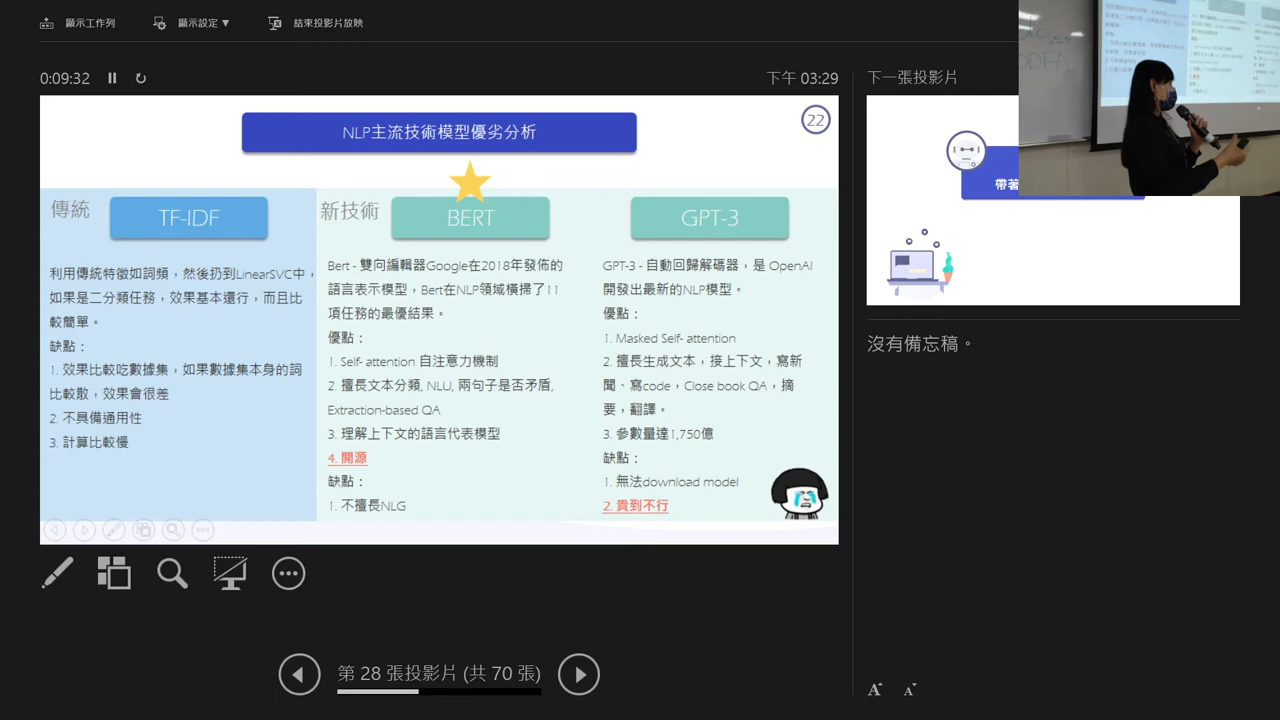 顯示工作列
顯示設定▼
結束投影片放映
0:09:32
下午 03:29
下一張投影片
NLP主流技術模型優劣分析
22
傳統
TF-IDF
利用傳統特徵如詞頻，然後扔到LinearSVC中，
如果是二分類任務，效果基本還行，而且比
較簡單。
缺點：
1. 效果比較吃數據集，如果數據集本身的詞
比較散，效果會很差
2. 不具備通用性
3. 計算比較慢
新技術
BERT
Bert - 雙向編輯器Google在2018年發佈的
語言表示模型，Bert在NLP領域橫掃了11
項任務的最優結果。
優點：
1. Self- attention 自注意力機制
2. 擅長文本分類, NLU, 兩句子是否矛盾,
Extraction-based QA
3. 理解上下文的語言代表模型
4. 開源
缺點：
1. 不擅長NLG
GPT-3
GPT-3 - 自動回歸解碼器，是 OpenAI
開發出最新的NLP模型。
優點：
1. Masked Self- attention
2. 擅長生成文本，接上下文，寫新
聞、寫code，Close book QA，摘
要，翻譯。
3. 參數量達1,750億
缺點：
1. 無法download model
2. 貴到不行
帶著
沒有備忘稿。
第 28 張投影片 (共 70 張)
A A